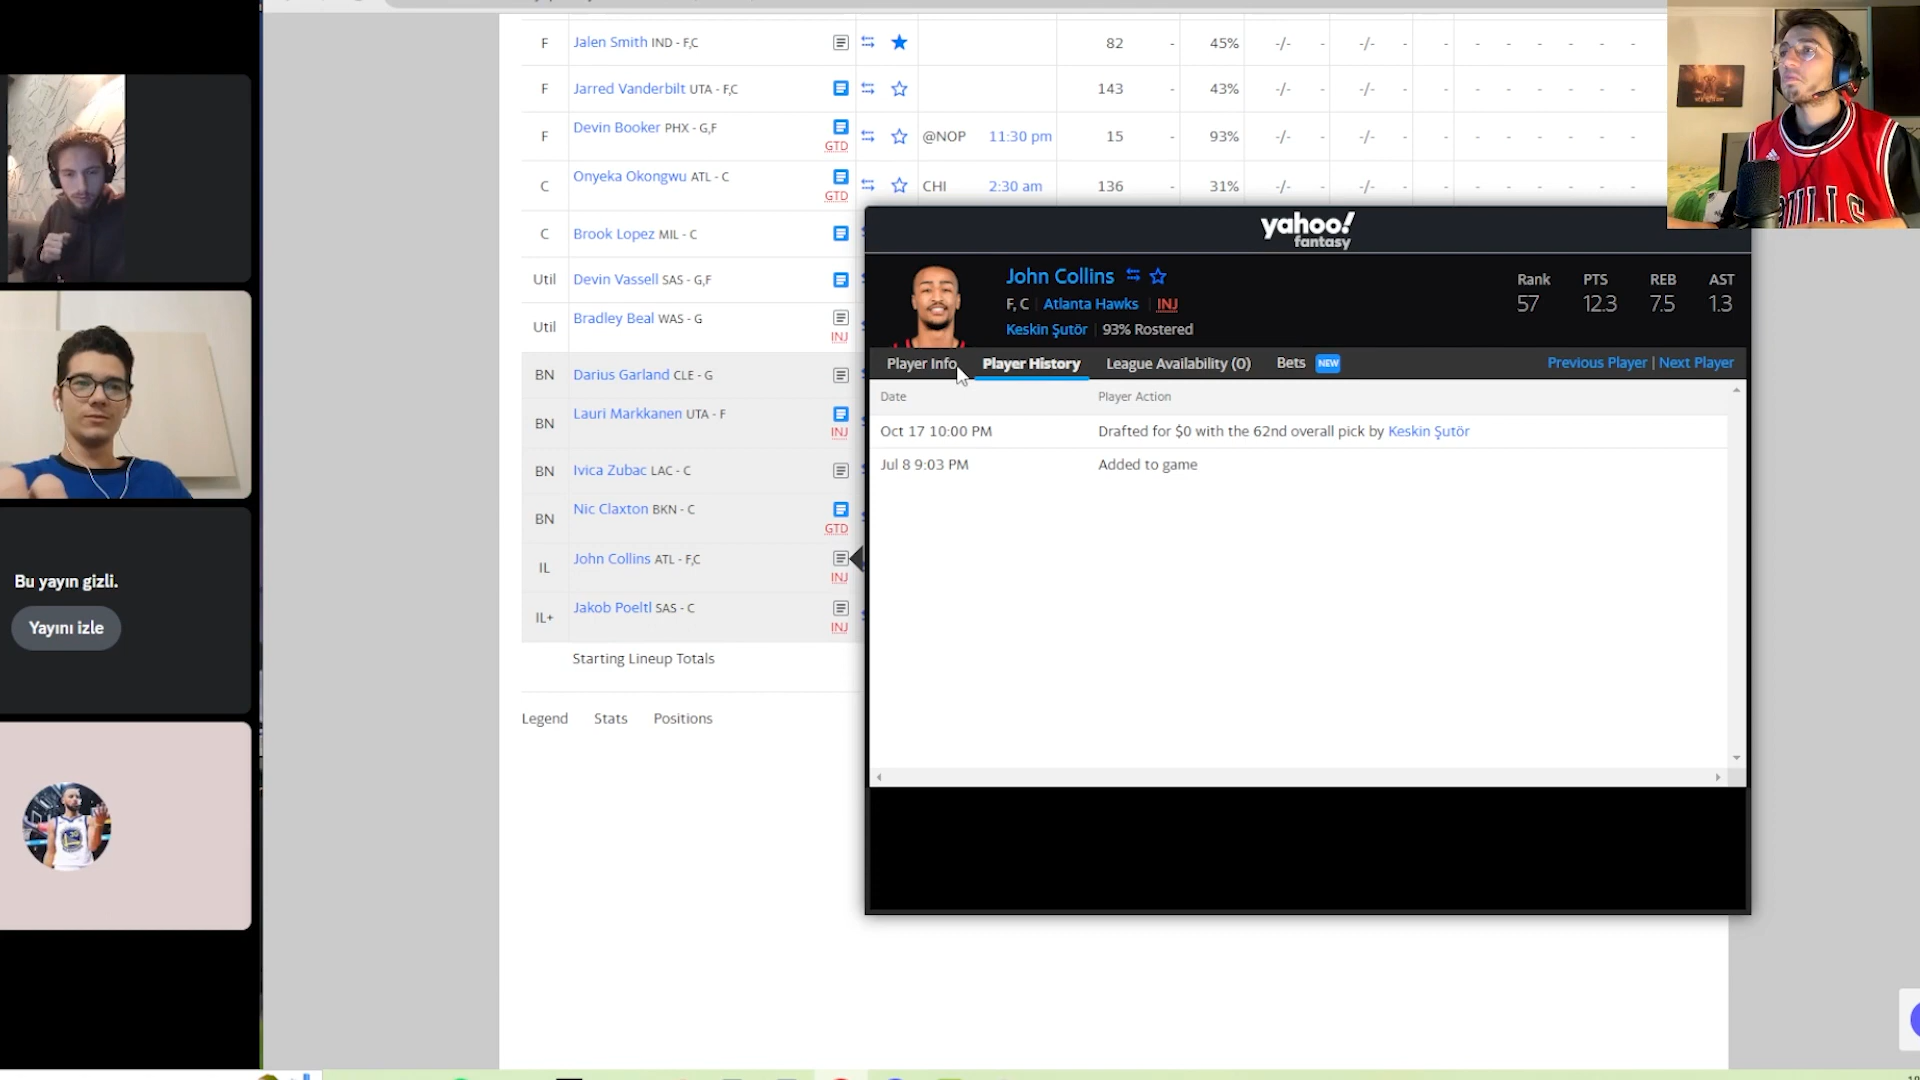 F Jalen Smith IND - F,C 82 - 45% -/- - -/- - - - - - - -
F Jarred Vanderbilt UTA - F,C 143 - 43% -/- - -/- - - - - - - -
F Devin Booker PHX - G,F GTD @NOP 11:30 pm 15 - 93% -/- - -/- - - - - - - -
C Onyeka Okongwu ATL - C GTD CHI 2:30 am 136 - 31% -/- - -/- - - - - - - -
C Brook Lopez MIL - C
Util Devin Vassell SAS - G,F
Util Bradley Beal WAS - G INJ
BN Darius Garland CLE - G
BN Lauri Markkanen UTA - F INJ
BN Ivica Zubac LAC - C
BN Nic Claxton BKN - C GTD
IL John Collins ATL - F,C INJ
IL+ Jakob Poeltl SAS - C INJ
Starting Lineup Totals
Legend Stats Positions
yahoo!
fantasy
John Collins
F, C Atlanta Hawks INJ
Keskin Şutör 93% Rostered
Rank PTS REB AST
57 12.3 7.5 1.3
Player Info Player History League Availability (0) Bets NEW Previous Player | Next Player
Date Player Action
Oct 17 10:00 PM Drafted for $0 with the 62nd overall pick by Keskin Şutör
Jul 8 9:03 PM Added to game
Bu yayın gizli.
Yayını izle